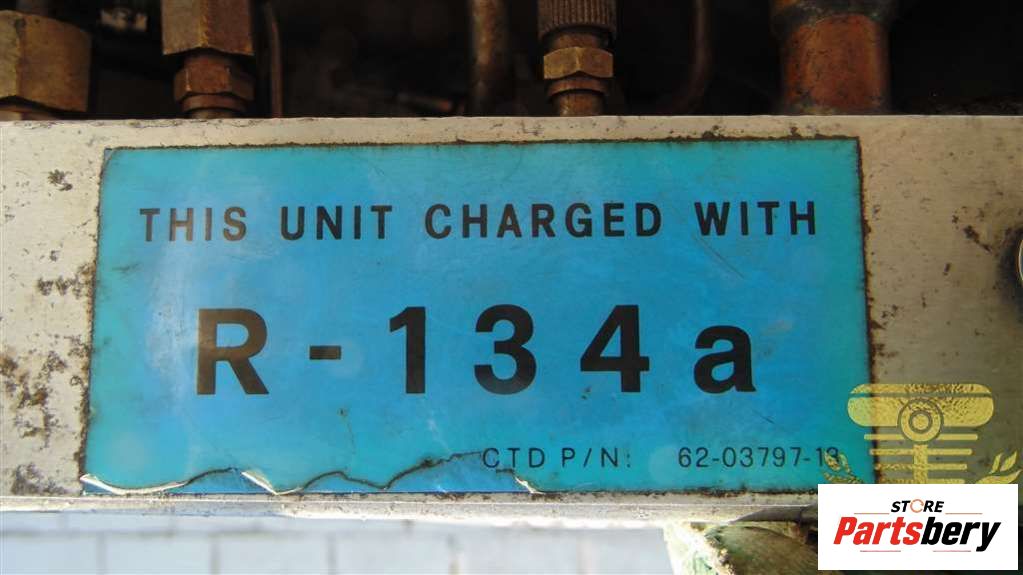 THIS UNIT CHARGED WITH
R-134a
CTD P/N: 62-03797-13
STORE
Partsbery